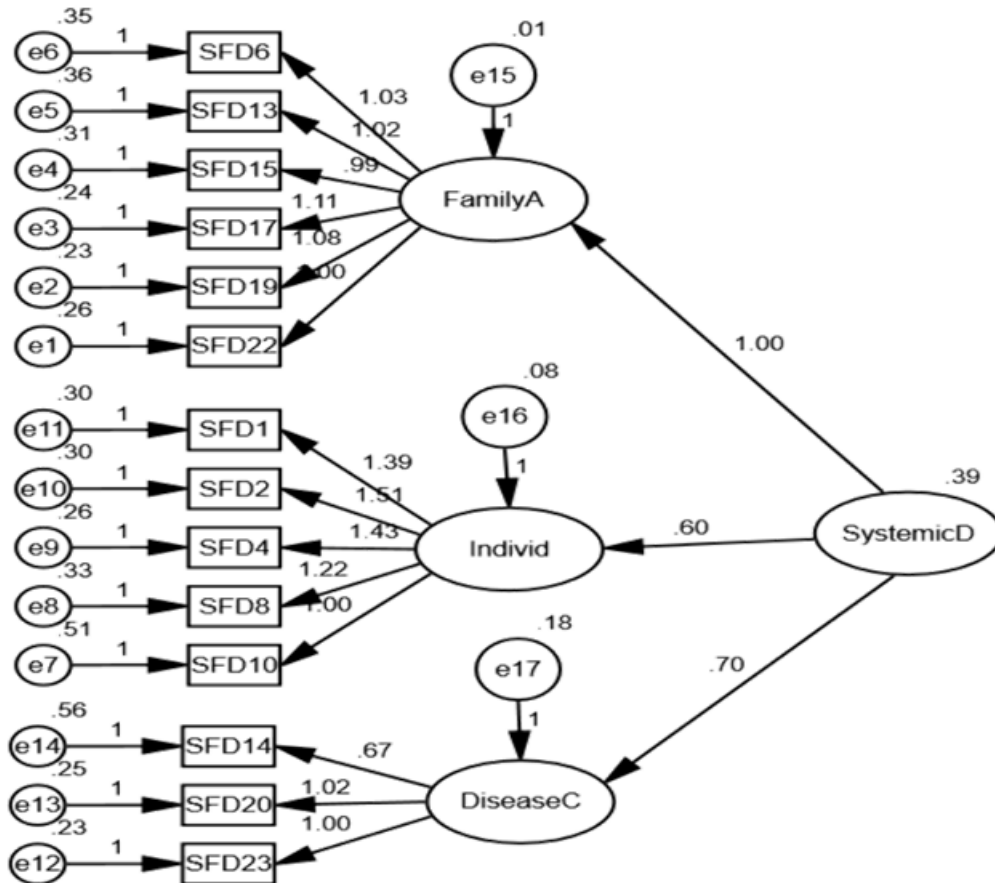 .35
e6 1 SFD6
.36
e5 1 SFD13
.31
e4 1 SFD15
.24
e3 1 SFD17
.23
e2 1 SFD19
.26
e1 1 SFD22
1.03
1.02
.99
1.11
1.08
1.00
.01
e15
1
FamilyA
1.00
.30
e11 1 SFD1
.30
e10 1 SFD2
.26
e9 1 SFD4
.33
e8 1 SFD8
.51
e7 1 SFD10
1.39
1.51
1.43
1.22
1.00
.08
e16
1
Individ
.60
.39
SystemicD
.56
e14 1 SFD14
.25
e13 1 SFD20
.23
e12 1 SFD23
.67
1.02
1.00
.18
e17
1
DiseaseC
.70